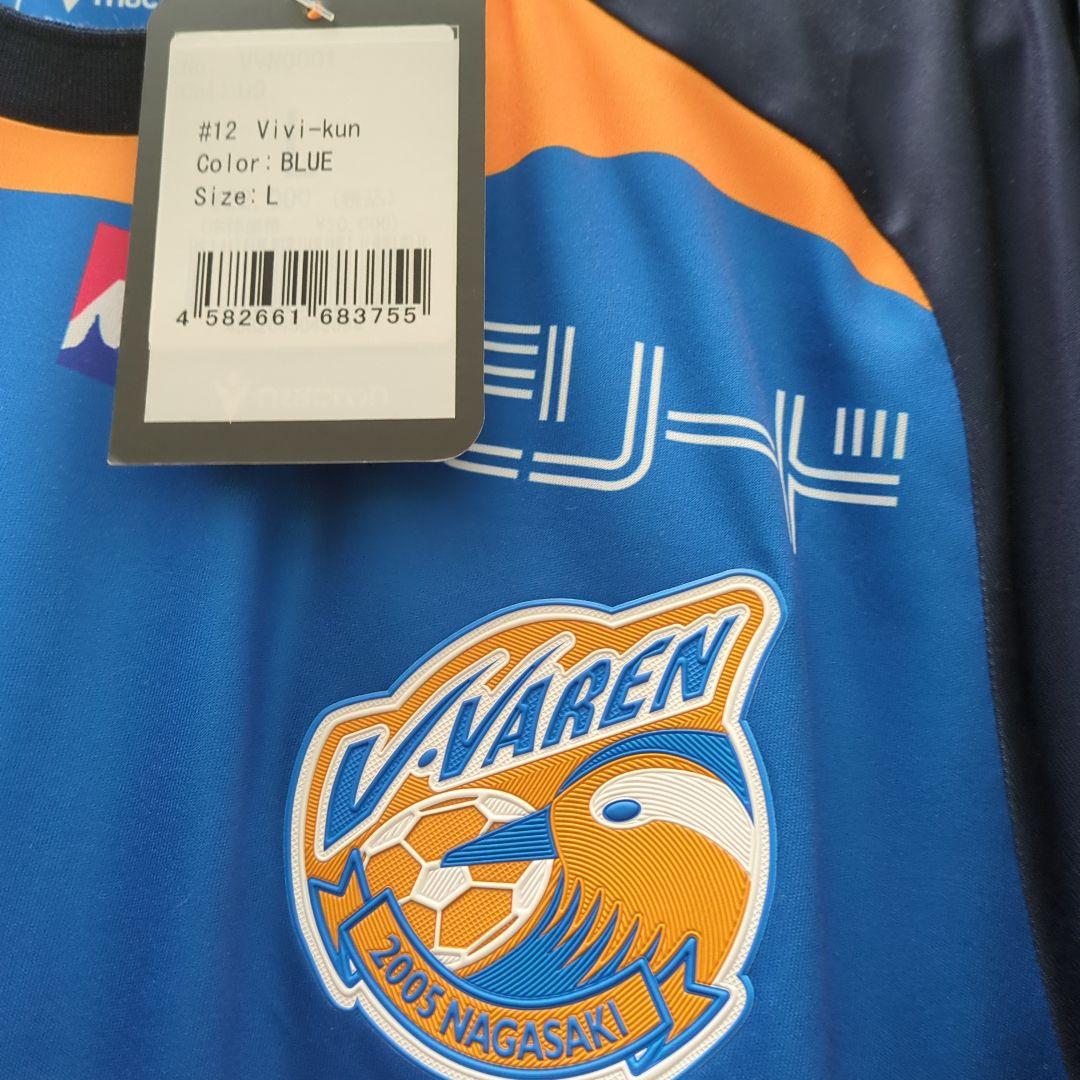 #12 Vivi-kun
Color: BLUE
Size: L
4 582661 683755
V·VAREN
2005 NAGASAKI